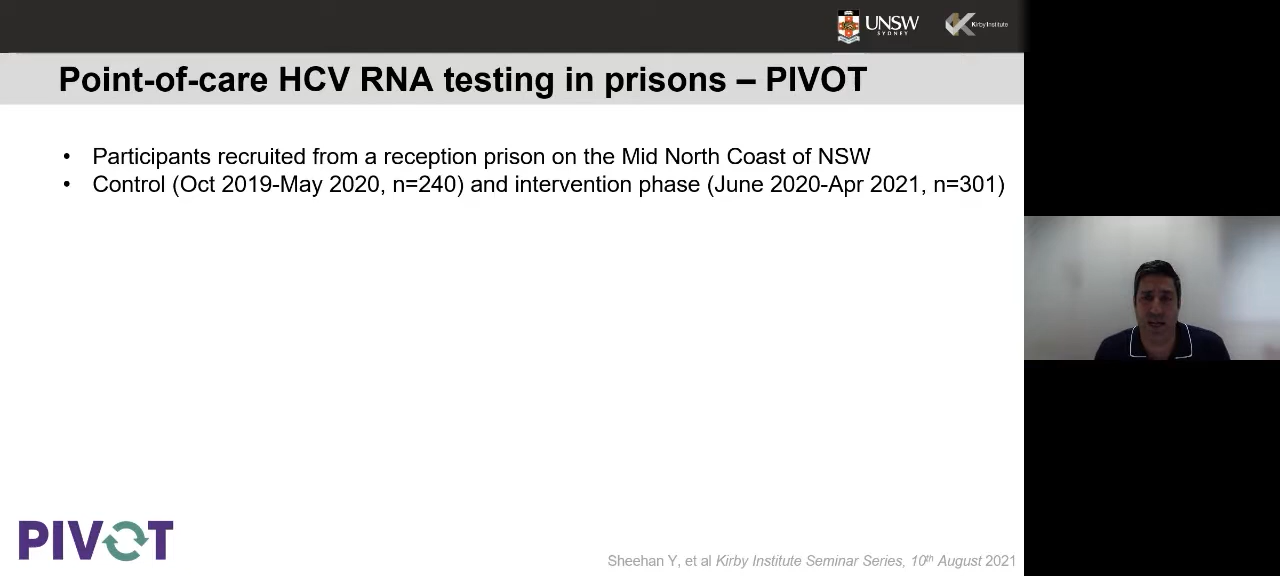 UNSW
SYDNEY
Kirby Institute
Point-of-care HCV RNA testing in prisons – PIVOT
• Participants recruited from a reception prison on the Mid North Coast of NSW
• Control (Oct 2019-May 2020, n=240) and intervention phase (June 2020-Apr 2021, n=301)
PIVOT
Sheehan Y, et al Kirby Institute Seminar Series, 10th August 2021